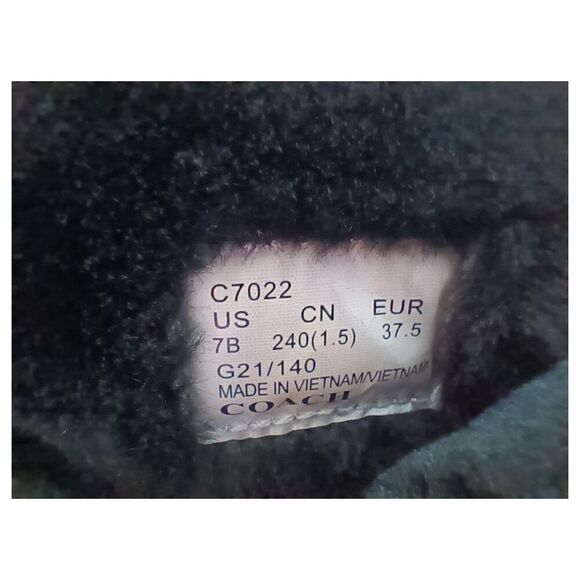 C7022
US CN EUR
7B 240(1.5) 37.5
G21/140
MADE IN VIETNAM/VIETNAM
COACH